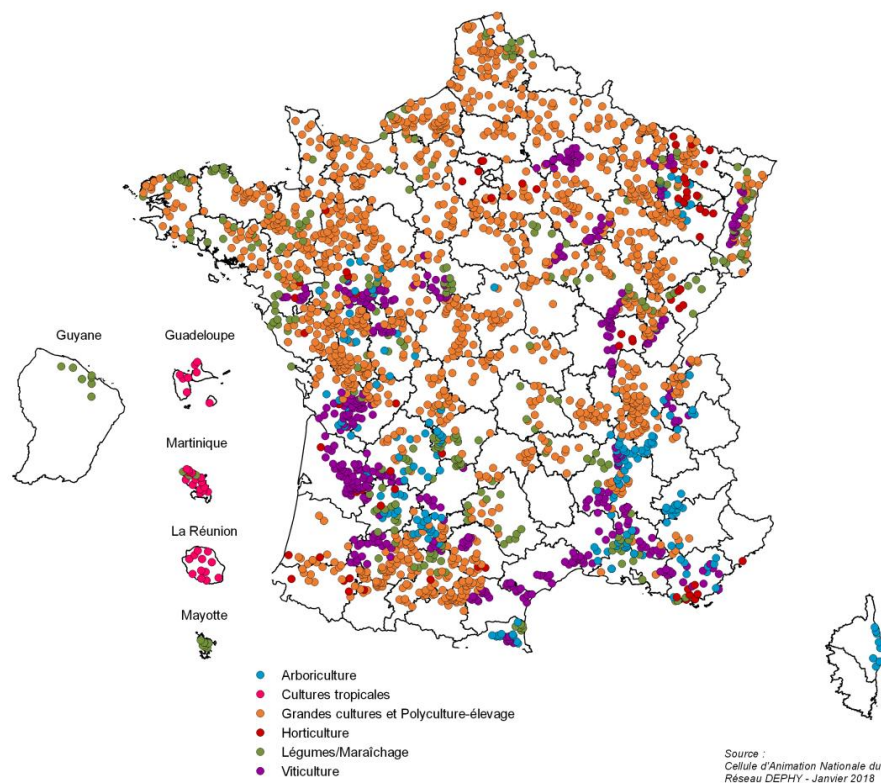 Guyane
Guadeloupe
Martinique
La Réunion
Mayotte
Arboriculture
Cultures tropicales
Grandes cultures et Polyculture-élevage
Horticulture
Légumes/Maraîchage
Viticulture
Source :
Cellule d'Animation Nationale du
Réseau DEPHY - Janvier 2018